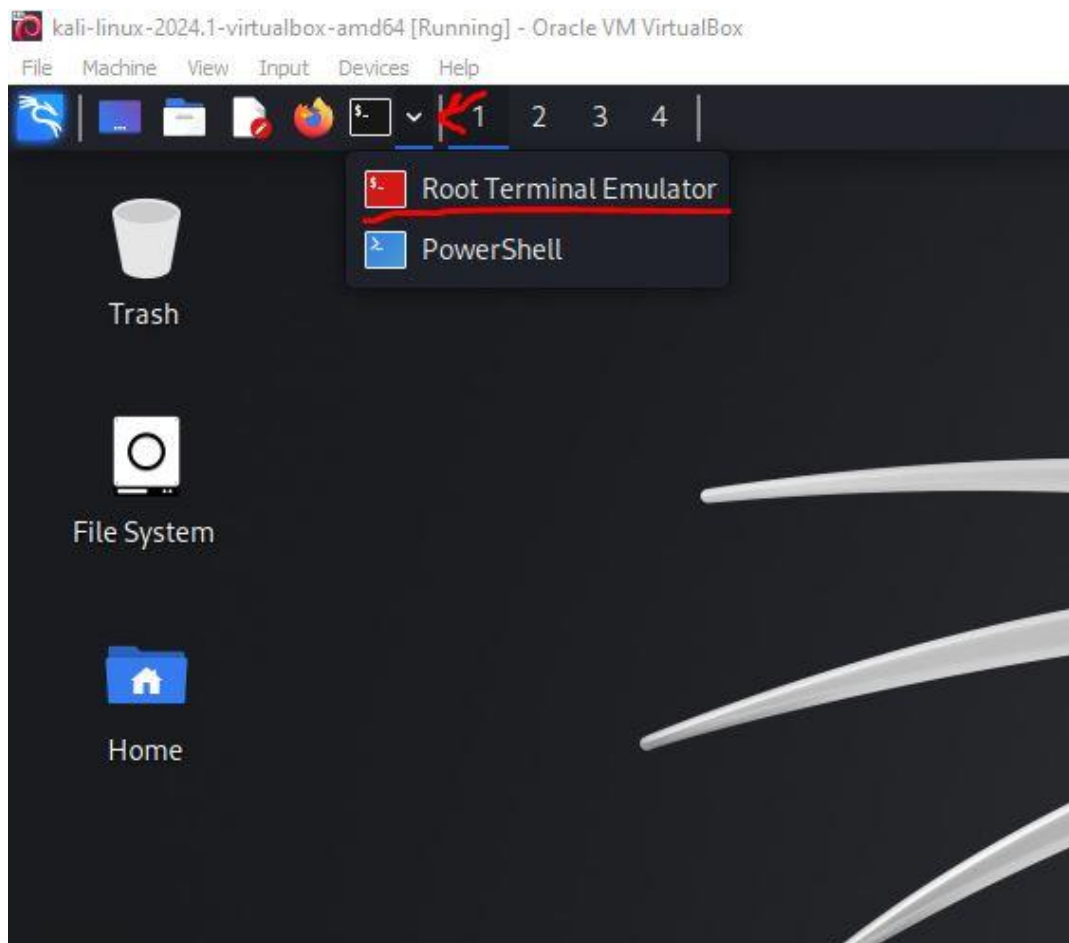 kali-linux-2024.1-virtualbox-amd64 [Running] - Oracle VM VirtualBox
File Machine View Input Devices Help
$_ 1 2 3 4
$_ Root Terminal Emulator
PowerShell
Trash
File System
Home